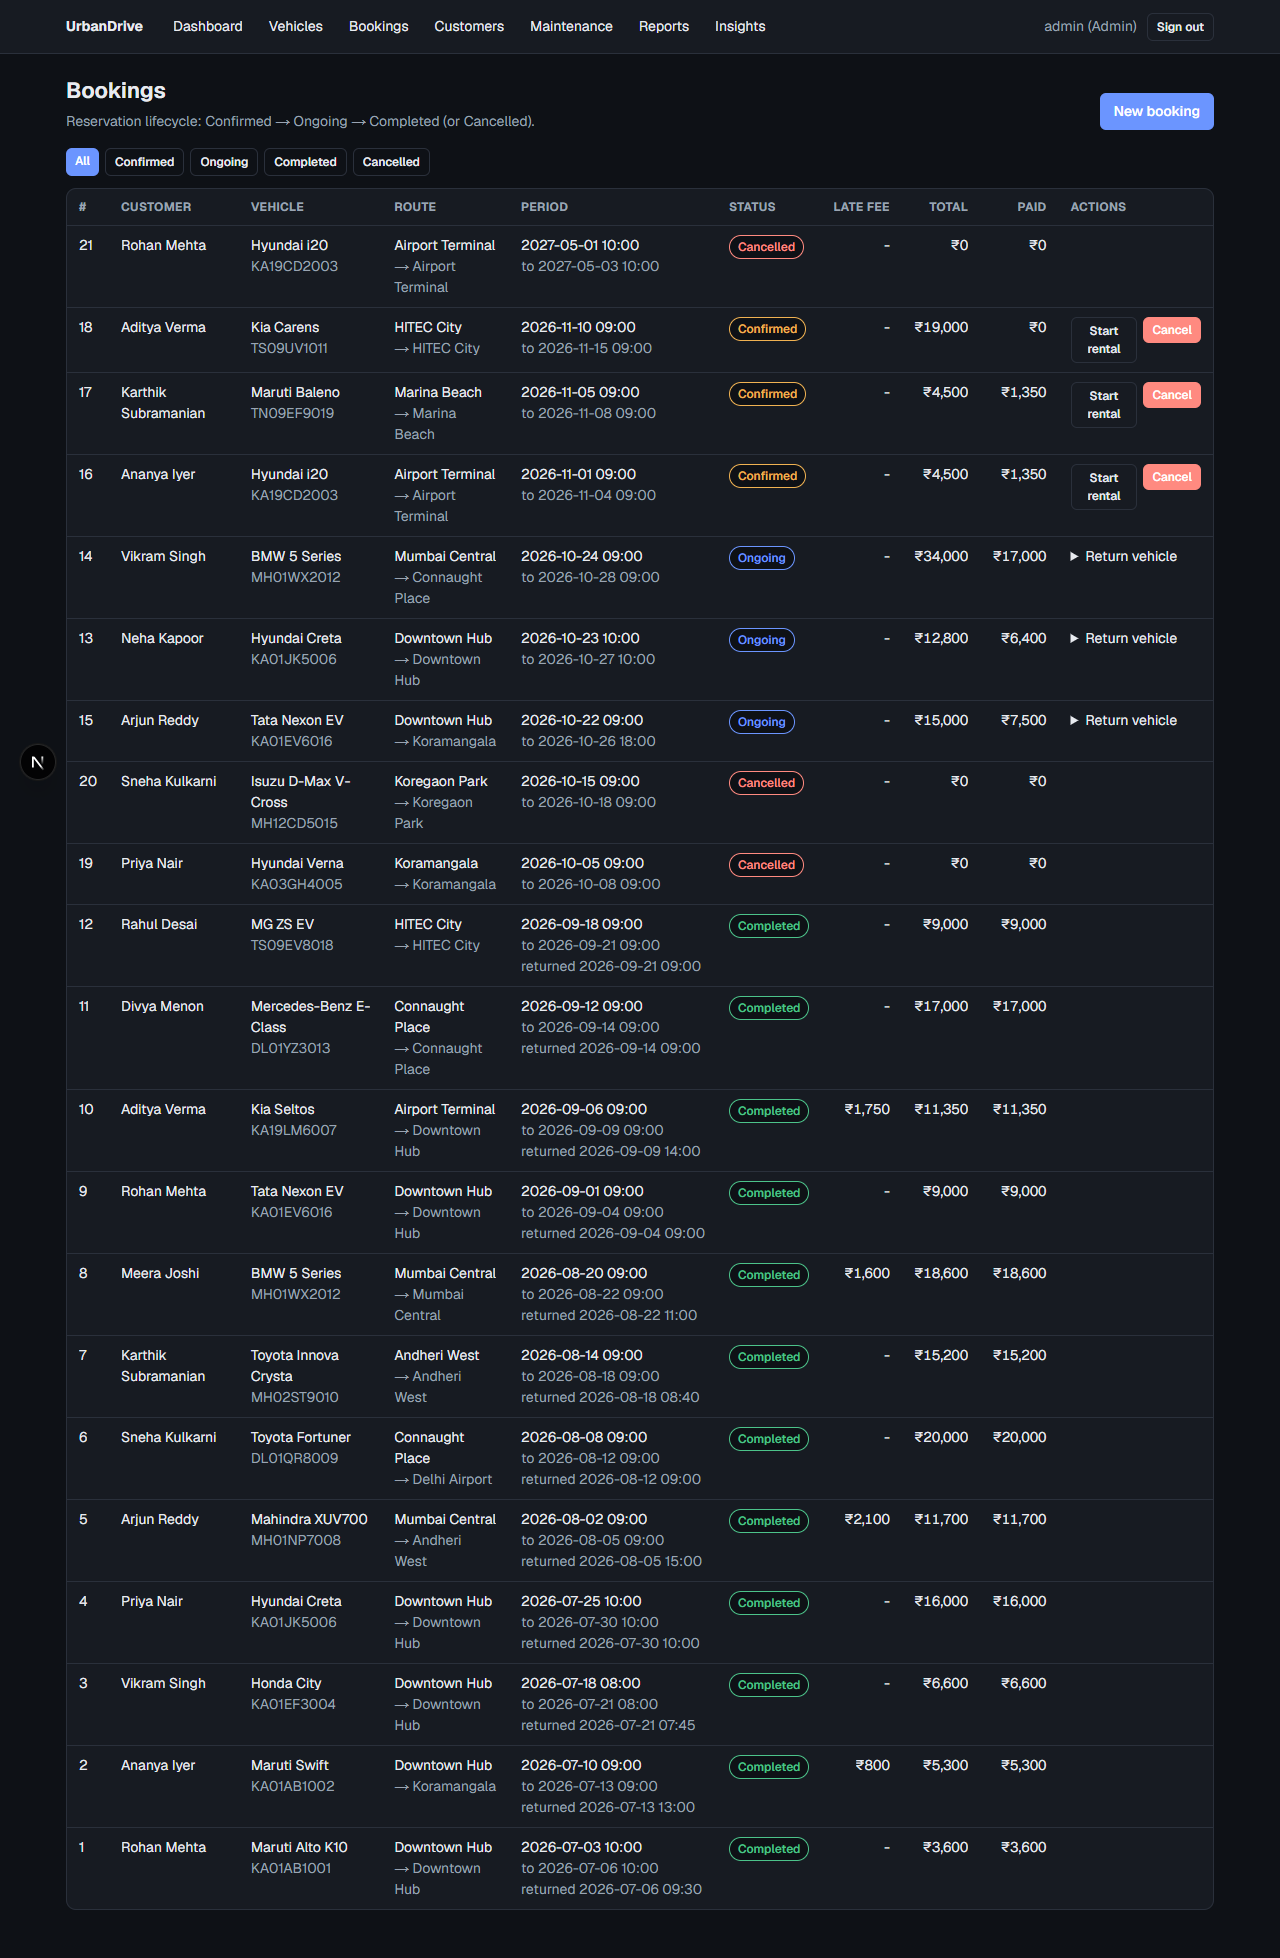 UrbanDrive Dashboard Vehicles Bookings Customers Maintenance Reports Insights admin (Admin) Sign out
Bookings
Reservation lifecycle: Confirmed → Ongoing → Completed (or Cancelled).
New booking
All Confirmed Ongoing Completed Cancelled
# CUSTOMER VEHICLE ROUTE PERIOD STATUS LATE FEE TOTAL PAID ACTIONS
21 Rohan Mehta Hyundai i20 Airport Terminal 2027-05-01 10:00 Cancelled - ₹0 ₹0
KA19CD2003 → Airport to 2027-05-03 10:00
Terminal
18 Aditya Verma Kia Carens HITEC City 2026-11-10 09:00 Confirmed - ₹19,000 ₹0 Start Cancel
TS09UV1011 → HITEC City to 2026-11-15 09:00 rental
17 Karthik Maruti Baleno Marina Beach 2026-11-05 09:00 Confirmed - ₹4,500 ₹1,350 Start Cancel
Subramanian TN09EF9019 → Marina to 2026-11-08 09:00 rental
Beach
16 Ananya Iyer Hyundai i20 Airport Terminal 2026-11-01 09:00 Confirmed - ₹4,500 ₹1,350 Start Cancel
KA19CD2003 → Airport to 2026-11-04 09:00 rental
Terminal
14 Vikram Singh BMW 5 Series Mumbai Central 2026-10-24 09:00 Ongoing - ₹34,000 ₹17,000 ▶ Return vehicle
MH01WX2012 → Connaught to 2026-10-28 09:00
Place
13 Neha Kapoor Hyundai Creta Downtown Hub 2026-10-23 10:00 Ongoing - ₹12,800 ₹6,400 ▶ Return vehicle
KA01JK5006 → Downtown to 2026-10-27 10:00
Hub
15 Arjun Reddy Tata Nexon EV Downtown Hub 2026-10-22 09:00 Ongoing - ₹15,000 ₹7,500 ▶ Return vehicle
KA01EV6016 → Koramangala to 2026-10-26 18:00
N
20 Sneha Kulkarni Isuzu D-Max V- Koregaon Park 2026-10-15 09:00 Cancelled - ₹0 ₹0
Cross → Koregaon to 2026-10-18 09:00
MH12CD5015 Park
19 Priya Nair Hyundai Verna Koramangala 2026-10-05 09:00 Cancelled - ₹0 ₹0
KA03GH4005 → Koramangala to 2026-10-08 09:00
12 Rahul Desai MG ZS EV HITEC City 2026-09-18 09:00 Completed - ₹9,000 ₹9,000
TS09EV8018 → HITEC City to 2026-09-21 09:00
returned 2026-09-21 09:00
11 Divya Menon Mercedes-Benz E- Connaught 2026-09-12 09:00 Completed - ₹17,000 ₹17,000
Class Place to 2026-09-14 09:00
DL01YZ3013 → Connaught returned 2026-09-14 09:00
Place
10 Aditya Verma Kia Seltos Airport Terminal 2026-09-06 09:00 Completed ₹1,750 ₹11,350 ₹11,350
KA19LM6007 → Downtown to 2026-09-09 09:00
Hub returned 2026-09-09 14:00
9 Rohan Mehta Tata Nexon EV Downtown Hub 2026-09-01 09:00 Completed - ₹9,000 ₹9,000
KA01EV6016 → Downtown to 2026-09-04 09:00
Hub returned 2026-09-04 09:00
8 Meera Joshi BMW 5 Series Mumbai Central 2026-08-20 09:00 Completed ₹1,600 ₹18,600 ₹18,600
MH01WX2012 → Mumbai to 2026-08-22 09:00
Central returned 2026-08-22 11:00
7 Karthik Toyota Innova Andheri West 2026-08-14 09:00 Completed - ₹15,200 ₹15,200
Subramanian Crysta → Andheri to 2026-08-18 09:00
MH02ST9010 West returned 2026-08-18 08:40
6 Sneha Kulkarni Toyota Fortuner Connaught 2026-08-08 09:00 Completed - ₹20,000 ₹20,000
DL01QR8009 Place to 2026-08-12 09:00
→ Delhi Airport returned 2026-08-12 09:00
5 Arjun Reddy Mahindra XUV700 Mumbai Central 2026-08-02 09:00 Completed ₹2,100 ₹11,700 ₹11,700
MH01NP7008 → Andheri to 2026-08-05 09:00
West returned 2026-08-05 15:00
4 Priya Nair Hyundai Creta Downtown Hub 2026-07-25 10:00 Completed - ₹16,000 ₹16,000
KA01JK5006 → Downtown to 2026-07-30 10:00
Hub returned 2026-07-30 10:00
3 Vikram Singh Honda City Downtown Hub 2026-07-18 08:00 Completed - ₹6,600 ₹6,600
KA01EF3004 → Downtown to 2026-07-21 08:00
Hub returned 2026-07-21 07:45
2 Ananya Iyer Maruti Swift Downtown Hub 2026-07-10 09:00 Completed ₹800 ₹5,300 ₹5,300
KA01AB1002 → Koramangala to 2026-07-13 09:00
returned 2026-07-13 13:00
1 Rohan Mehta Maruti Alto K10 Downtown Hub 2026-07-03 10:00 Completed - ₹3,600 ₹3,600
KA01AB1001 → Downtown to 2026-07-06 10:00
Hub returned 2026-07-06 09:30